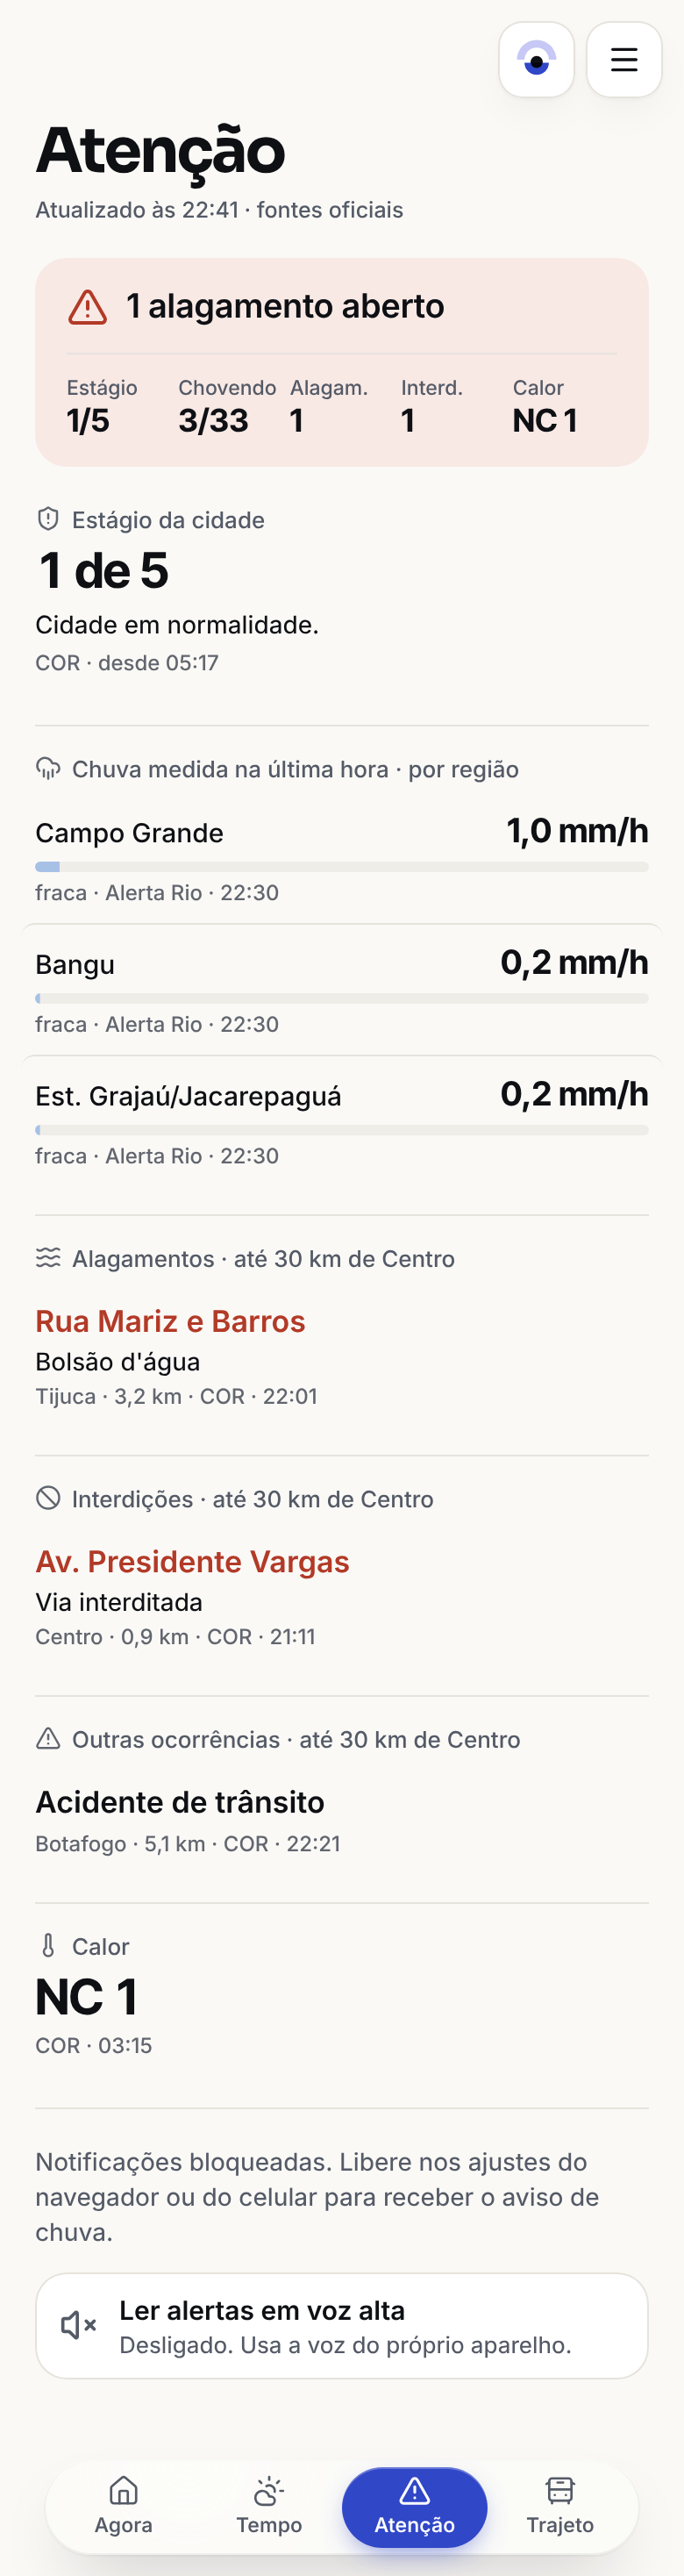 Atenção
Atualizado às 22:41 · fontes oficiais
1 alagamento aberto
Estágio Chovendo Alagam. Interd. Calor
1/5 3/33 1 1 NC 1
Estágio da cidade
1 de 5
Cidade em normalidade.
COR · desde 05:17
Chuva medida na última hora · por região
Campo Grande 1,0 mm/h
fraca · Alerta Rio · 22:30
Bangu 0,2 mm/h
fraca · Alerta Rio · 22:30
Est. Grajaú/Jacarepaguá 0,2 mm/h
fraca · Alerta Rio · 22:30
Alagamentos · até 30 km de Centro
Rua Mariz e Barros
Bolsão d'água
Tijuca · 3,2 km · COR · 22:01
Interdições · até 30 km de Centro
Av. Presidente Vargas
Via interditada
Centro · 0,9 km · COR · 21:11
Outras ocorrências · até 30 km de Centro
Acidente de trânsito
Botafogo · 5,1 km · COR · 22:21
Calor
NC 1
COR · 03:15
Notificações bloqueadas. Libere nos ajustes do
navegador ou do celular para receber o aviso de
chuva.
Ler alertas em voz alta
Desligado. Usa a voz do próprio aparelho.
Agora Tempo Atenção Trajeto